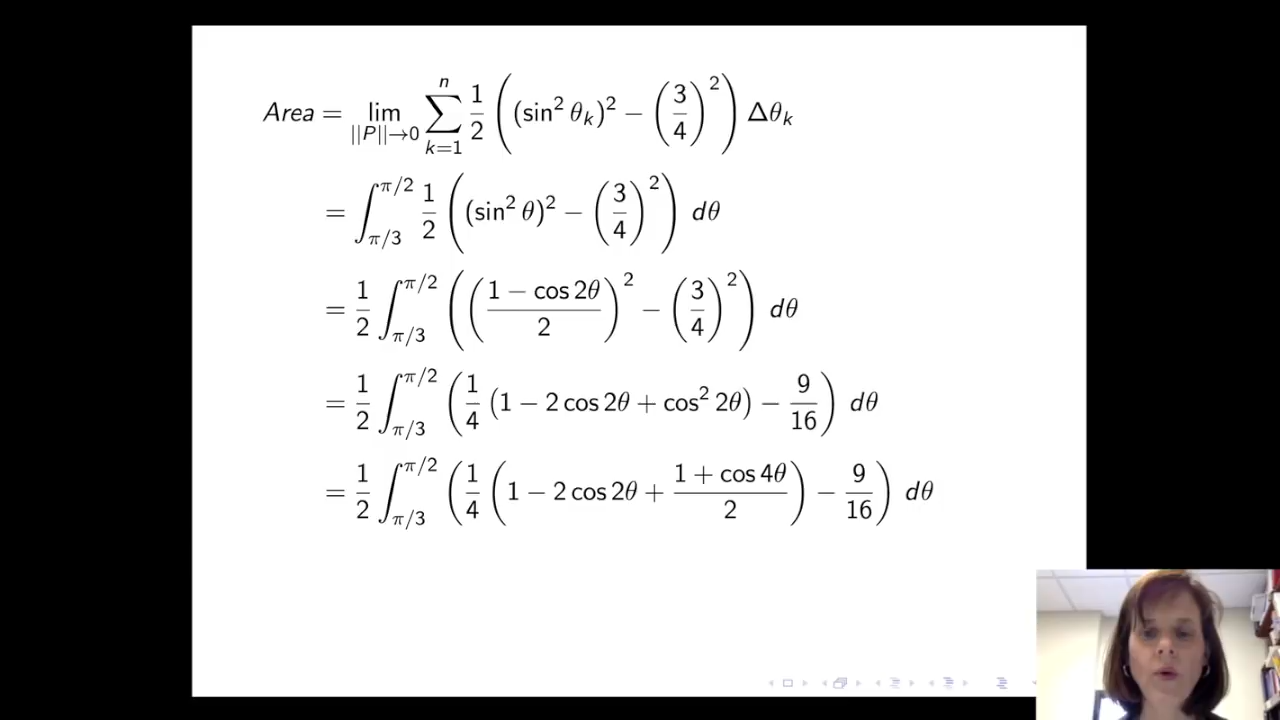 Area = lim_{||P||→0} ∑_{k=1}^{n} 1/2 ( (sin² θ_k)² − (3/4)² ) Δθ_k
= ∫_{π/3}^{π/2} 1/2 ( (sin² θ)² − (3/4)² ) dθ
= 1/2 ∫_{π/3}^{π/2} ( ( (1 − cos 2θ)/2 )² − (3/4)² ) dθ
= 1/2 ∫_{π/3}^{π/2} ( 1/4 (1 − 2 cos 2θ + cos² 2θ) − 9/16 ) dθ
= 1/2 ∫_{π/3}^{π/2} ( 1/4 ( 1 − 2 cos 2θ + (1 + cos 4θ)/2 ) − 9/16 ) dθ